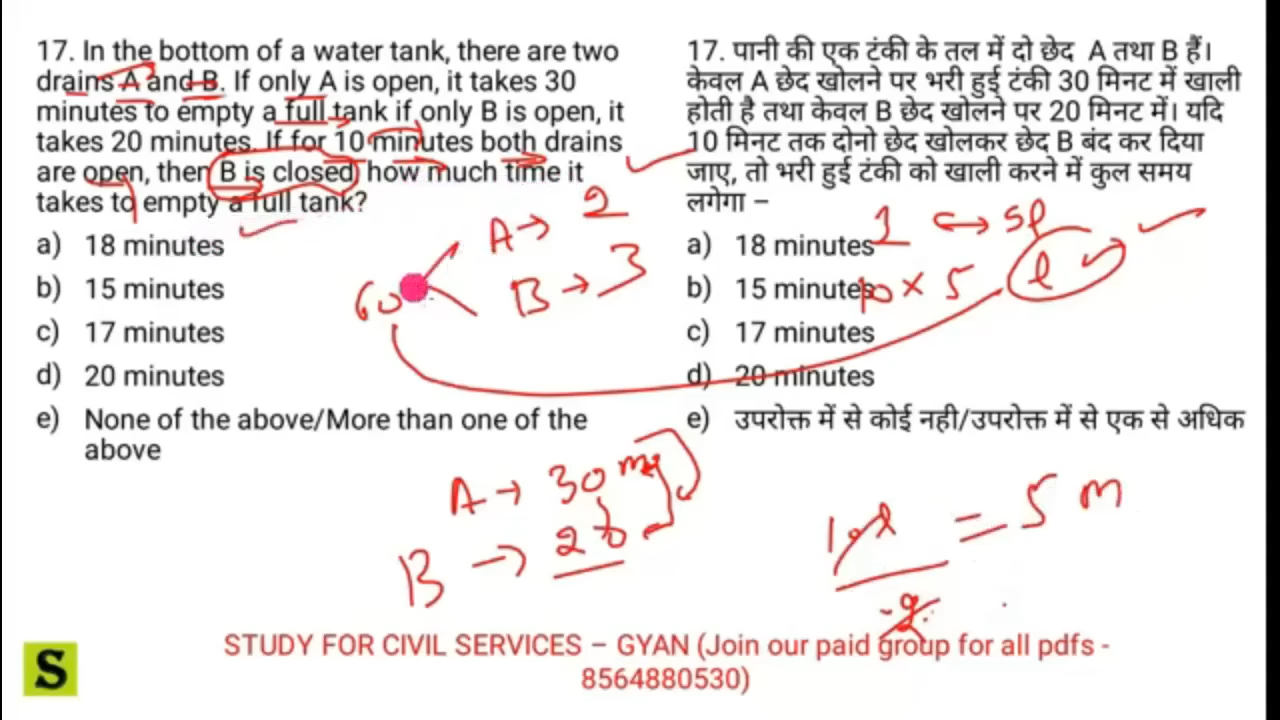 17. In the bottom of a water tank, there are two
drains A and B. If only A is open, it takes 30
minutes to empty a full tank if only B is open, it
takes 20 minutes. If for 10 minutes both drains
are open, then B is closed how much time it
takes to empty a full tank?
a) 18 minutes
b) 15 minutes
c) 17 minutes
d) 20 minutes
e) None of the above/More than one of the
above
17. पानी की एक टंकी के तल में दो छेद A तथा B हैं।
केवल A छेद खोलने पर भरी हुई टंकी 30 मिनट में खाली
होती है तथा केवल B छेद खोलने पर 20 मिनट में। यदि
10 मिनट तक दोनो छेद खोलकर छेद B बंद कर दिया
जाए, तो भरी हुई टंकी को खाली करने में कुल समय
लगेगा –
a) 18 minutes
b) 15 minutes
c) 17 minutes
d) 20 minutes
e) उपरोक्त में से कोई नही/उपरोक्त में से एक से अधिक
A → 2
60
B → 3
1 ↔ 5l
10 × 5
A → 30
B → 20
10l = 5 m
2
S
STUDY FOR CIVIL SERVICES – GYAN (Join our paid group for all pdfs -
8564880530)